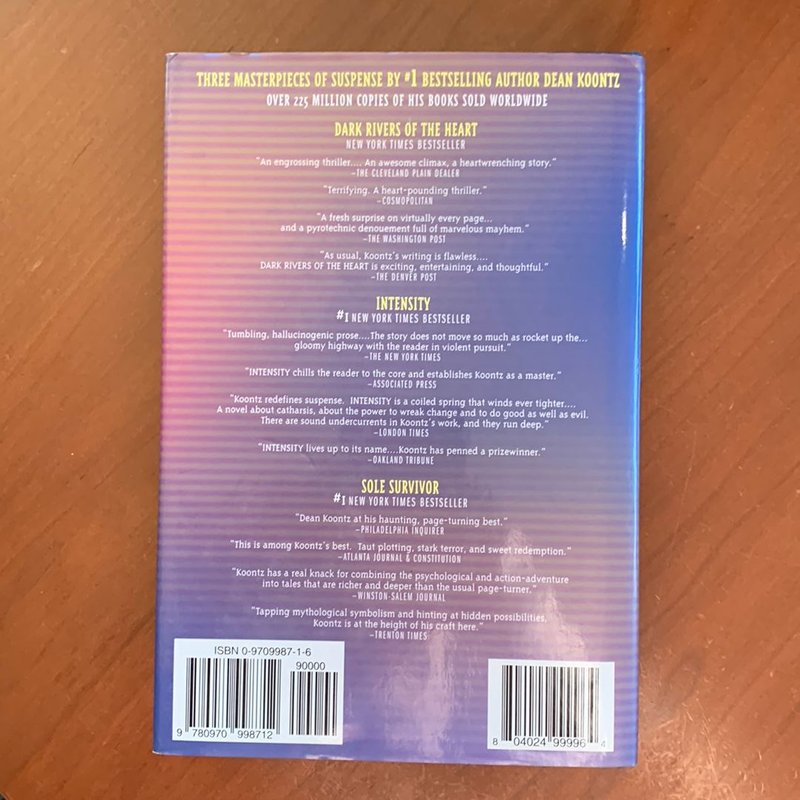 THREE MASTERPIECES OF SUSPENSE BY #1 BESTSELLING AUTHOR DEAN KOONTZ
OVER 225 MILLION COPIES OF HIS BOOKS SOLD WORLDWIDE
DARK RIVERS OF THE HEART
NEW YORK TIMES BESTSELLER
"An engrossing thriller.... An awesome climax, a heartwrenching story."
–THE CLEVELAND PLAIN DEALER
"Terrifying. A heart-pounding thriller."
–COSMOPOLITAN
"A fresh surprise on virtually every page...
and a pyrotechnic denouement full of marvelous mayhem."
–THE WASHINGTON POST
"As usual, Koontz's writing is flawless....
DARK RIVERS OF THE HEART is exciting, entertaining, and thoughtful."
–THE DENVER POST
INTENSITY
#1 NEW YORK TIMES BESTSELLER
"Tumbling, hallucinogenic prose....The story does not move so much as rocket up the...
gloomy highway with the reader in violent pursuit."
–THE NEW YORK TIMES
"INTENSITY chills the reader to the core and establishes Koontz as a master."
–ASSOCIATED PRESS
"Koontz redefines suspense. INTENSITY is a coiled spring that winds ever tighter....
A novel about catharsis, about the power to wreak change and to do good as well as evil.
There are sound undercurrents in Koontz's work, and they run deep."
–LONDON TIMES
"INTENSITY lives up to its name....Koontz has penned a prizewinner."
–OAKLAND TRIBUNE
SOLE SURVIVOR
#1 NEW YORK TIMES BESTSELLER
"Dean Koontz at his haunting, page-turning best."
–PHILADELPHIA INQUIRER
"This is among Koontz's best. Taut plotting, stark terror, and sweet redemption."
–ATLANTA JOURNAL & CONSTITUTION
"Koontz has a real knack for combining the psychological and action-adventure
into tales that are richer and deeper than the usual page-turner."
–WINSTON-SALEM JOURNAL
"Tapping mythological symbolism and hinting at hidden possibilities,
Koontz is at the height of his craft here."
–TRENTON TIMES
ISBN 0-9709987-1-6
90000
9 780970 998712
8 04024 99996 4